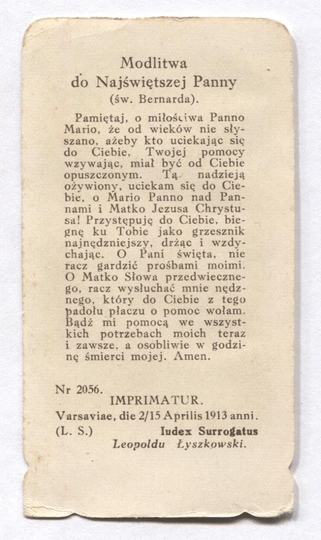 Modlitwa
do Najświętszej Panny
(św. Bernarda).
Pamiętaj, o miłościwa Panno
Mario, że od wieków nie sły-
szano, ażeby kto uciekając się
do Ciebie, Twojej pomocy
wzywając, miał być od Ciebie
opuszczonym. Tą nadzieją
ożywiony, uciekam się do Cie-
bie, o Mario Panno nad Pan-
nami i Matko Jezusa Chrystu-
sa! Przystępuję do Ciebie, bie-
gnę ku Tobie jako grzesznik
najnędzniejszy, drżąc i wzdy-
chając. O Pani święta, nie
racz gardzić prośbami moimi.
O Matko Słowa przedwieczne-
go, racz wysłuchać mnie nędz-
nego, który do Ciebie z tego
padołu płaczu o pomoc wołam.
Bądź mi pomocą we wszyst-
kich potrzebach moich teraz
i zawsze, a osobliwie w godzi-
nę śmierci mojej. Amen.
Nr 2056.
IMPRIMATUR.
Varsaviae, die 2/15 Aprilis 1913 anni.
(L. S.) Iudex Surrogatus
Leopoldu Łyszkowski.